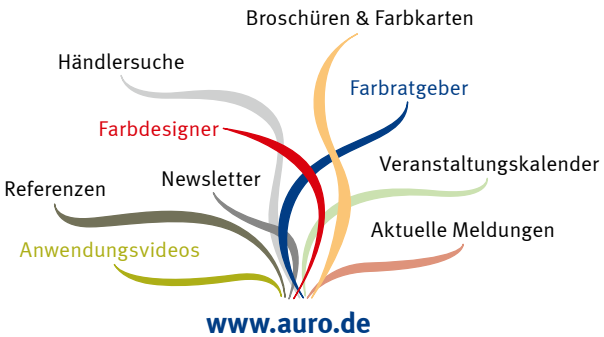 Broschüren & Farbkarten
Händlersuche
Farbratgeber
Farbdesigner
Veranstaltungskalender
Newsletter
Referenzen
Aktuelle Meldungen
Anwendungsvideos
www.auro.de